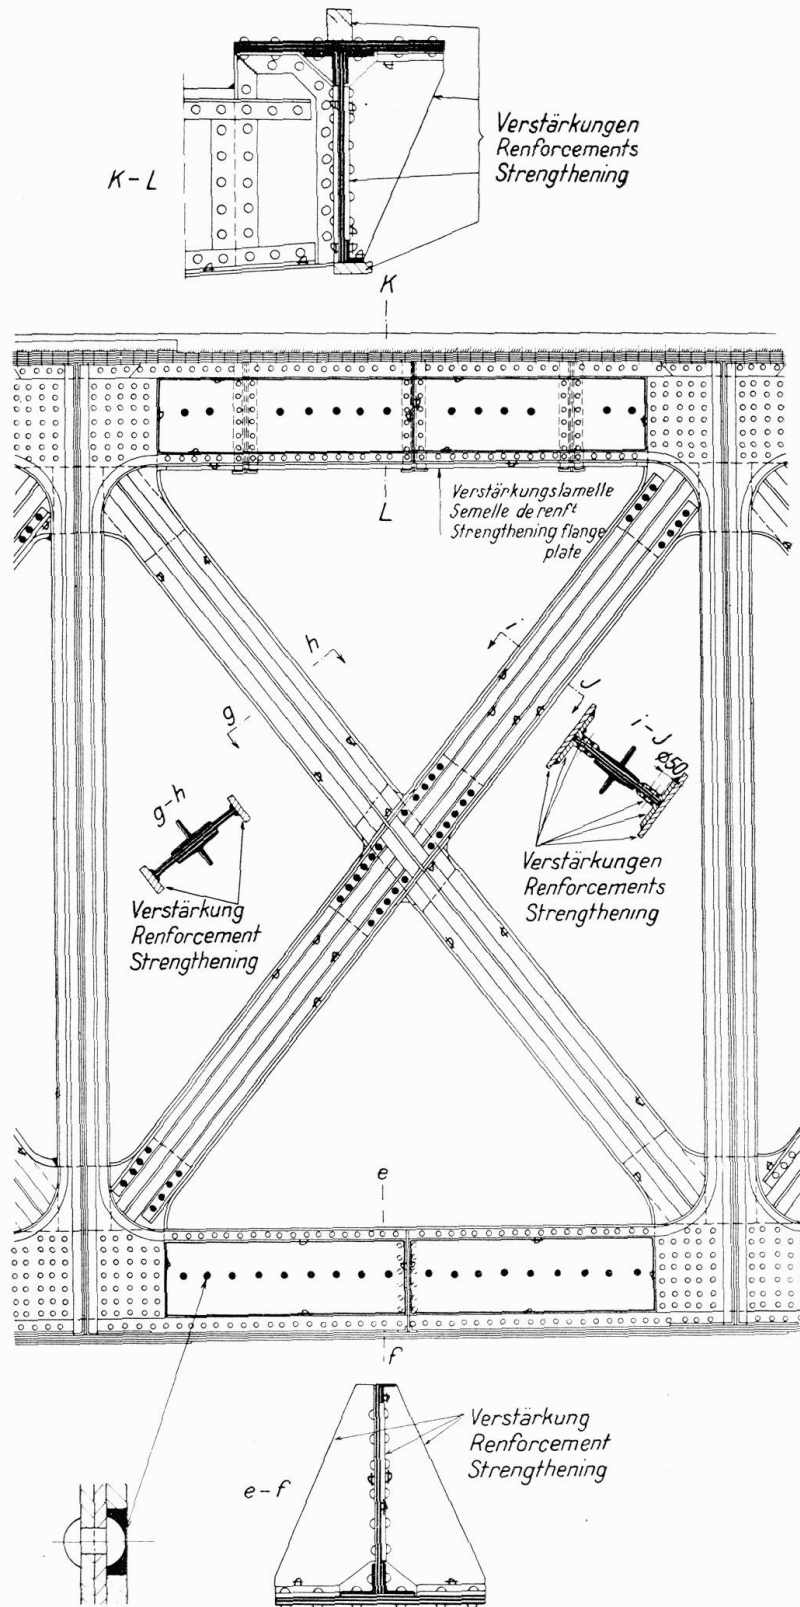 Verstärkungen
Renforcements
Strengthening
K-L
K
L
Verstärkungslamelle
Semelle de renft
Strengthening flange
plate
h
g
i
J
g-h
i-J
ø50
Verstärkung
Renforcement
Strengthening
Verstärkungen
Renforcements
Strengthening
e
f
e-f
Verstärkung
Renforcement
Strengthening